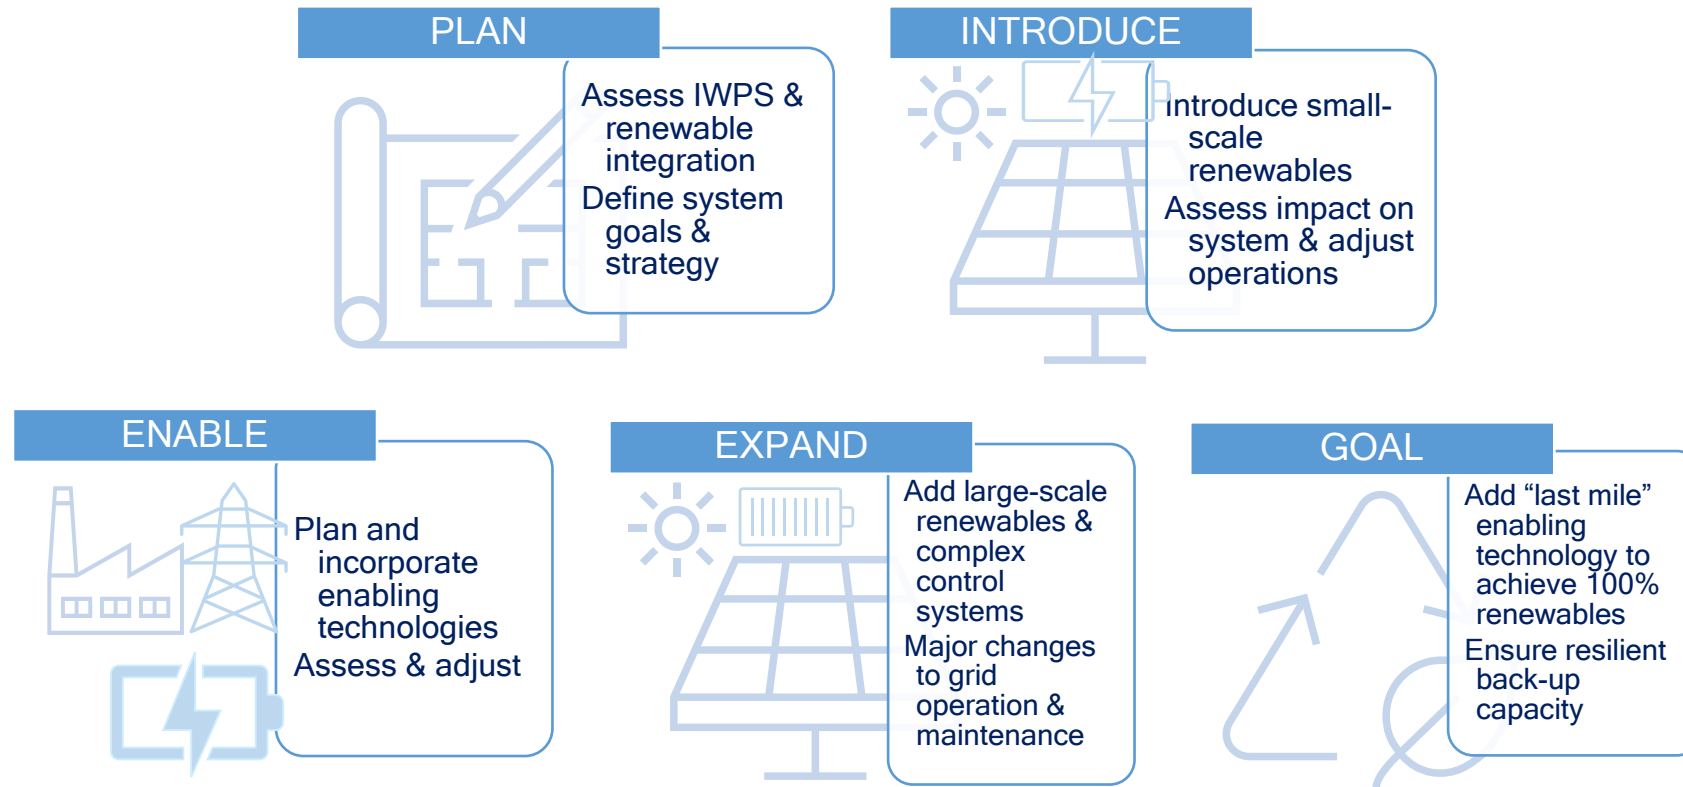 PLAN
Assess IWPS &
renewable
integration
Define system
goals &
strategy
INTRODUCE
Introduce small-
scale
renewables
Assess impact on
system & adjust
operations
ENABLE
Plan and
incorporate
enabling
technologies
Assess & adjust
EXPAND
Add large-scale
renewables &
complex
control
systems
Major changes
to grid
operation &
maintenance
GOAL
Add “last mile”
enabling
technology to
achieve 100%
renewables
Ensure resilient
back-up
capacity